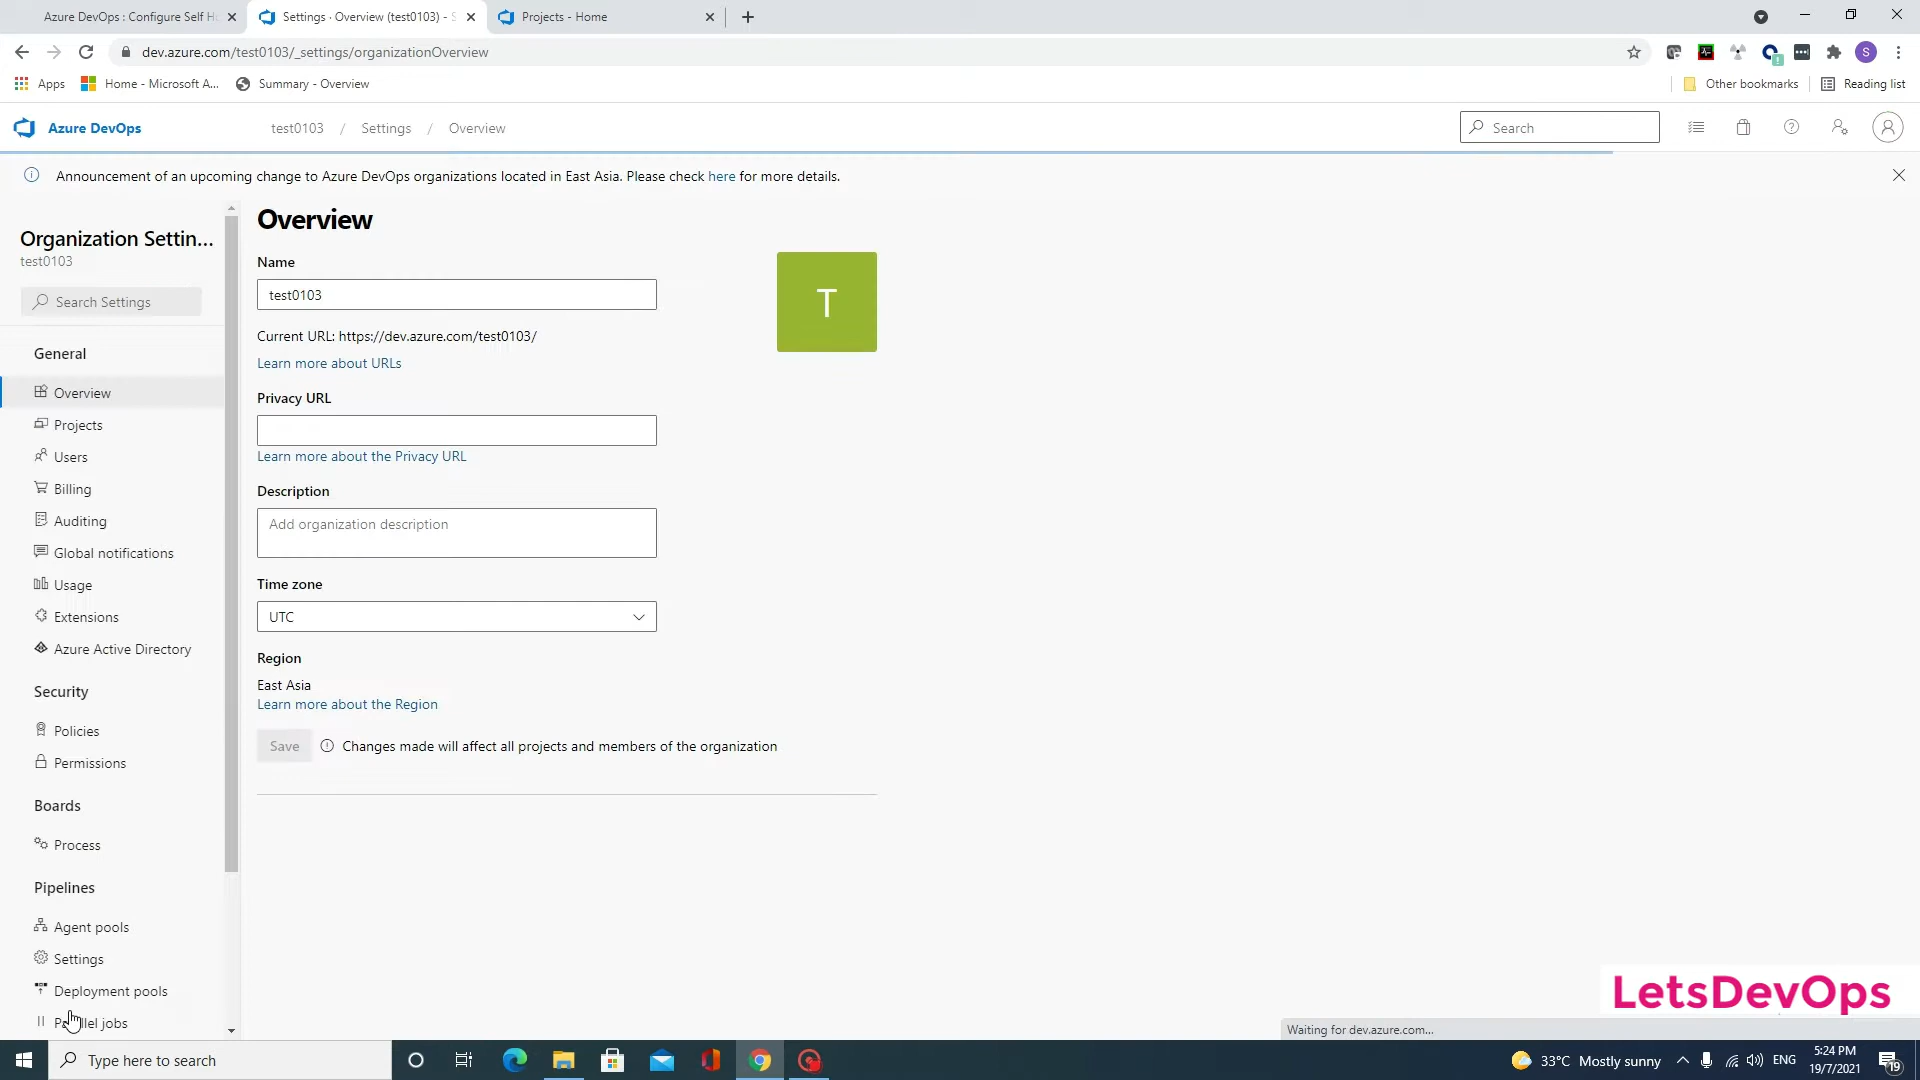 Azure DevOps : Configure Self H
Settings · Overview (test0103) - S
Projects - Home
dev.azure.com/test0103/_settings/organizationOverview
S
Apps
Home - Microsoft A...
Summary - Overview
Other bookmarks
Reading list
Azure DevOps
test0103 / Settings / Overview
Search
Announcement of an upcoming change to Azure DevOps organizations located in East Asia. Please check here for more details.
Organization Settin...
test0103
Search Settings
General
Overview
Projects
Users
Billing
Auditing
Global notifications
Usage
Extensions
Azure Active Directory
Security
Policies
Permissions
Boards
Process
Pipelines
Agent pools
Settings
Deployment pools
Parallel jobs
Overview
Name
test0103
T
Current URL: https://dev.azure.com/test0103/
Learn more about URLs
Privacy URL
Learn more about the Privacy URL
Description
Add organization description
Time zone
UTC
Region
East Asia
Learn more about the Region
Save
Changes made will affect all projects and members of the organization
LetsDevOps
Waiting for dev.azure.com...
Type here to search
33°C Mostly sunny
ENG
5:24 PM
19/7/2021
19